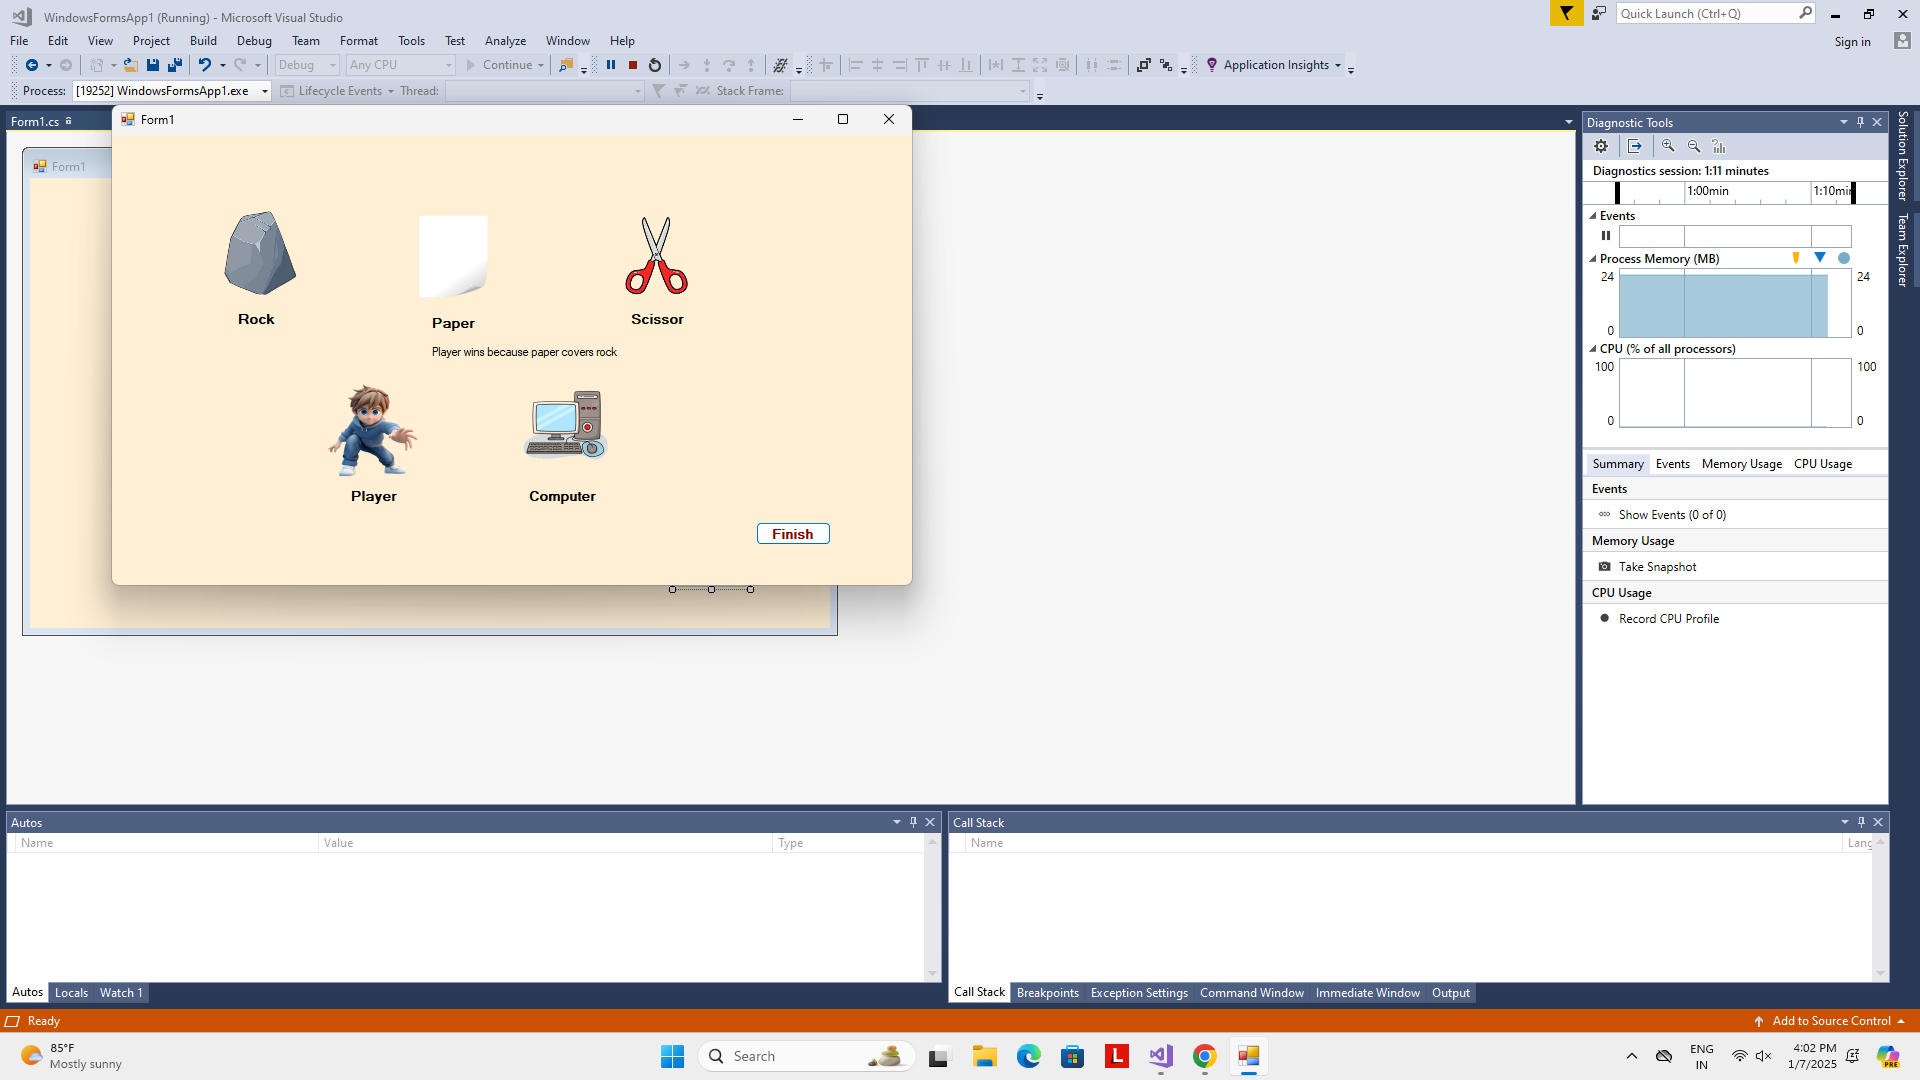 WindowsFormsApp1 (Running) - Microsoft Visual Studio
Quick Launch (Ctrl+Q)
File Edit View Project Build Debug Team Format Tools Test Analyze Window Help
Sign in
Debug Any CPU Continue Application Insights
Process: [19252] WindowsFormsApp1.exe Lifecycle Events Thread: Stack Frame:
Form1.cs
Form1
Form1
Rock
Paper
Scissor
Player wins because paper covers rock
Player
Computer
Finish
Diagnostic Tools
Diagnostics session: 1:11 minutes
1:00min 1:10min
Events
Process Memory (MB)
24 24
0 0
CPU (% of all processors)
100 100
0 0
Summary Events Memory Usage CPU Usage
Events
Show Events (0 of 0)
Memory Usage
Take Snapshot
CPU Usage
Record CPU Profile
Solution Explorer
Team Explorer
Autos
Name Value Type
Autos Locals Watch 1
Call Stack
Name Lang
Call Stack Breakpoints Exception Settings Command Window Immediate Window Output
Ready
Add to Source Control
85°F
Mostly sunny
Search
L
ENG
IN
4:02 PM
1/7/2025
PRE